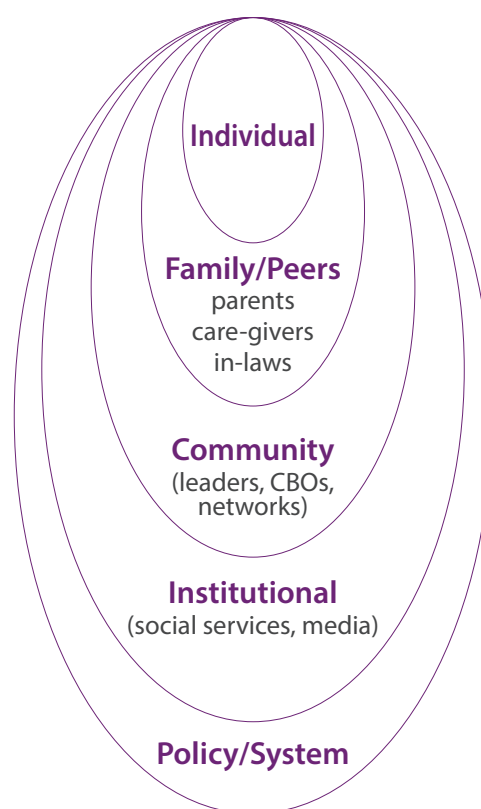 Individual
Family/Peers
parents
care-givers
in-laws
Community
(leaders, CBOs,
networks)
Institutional
(social services, media)
Policy/System